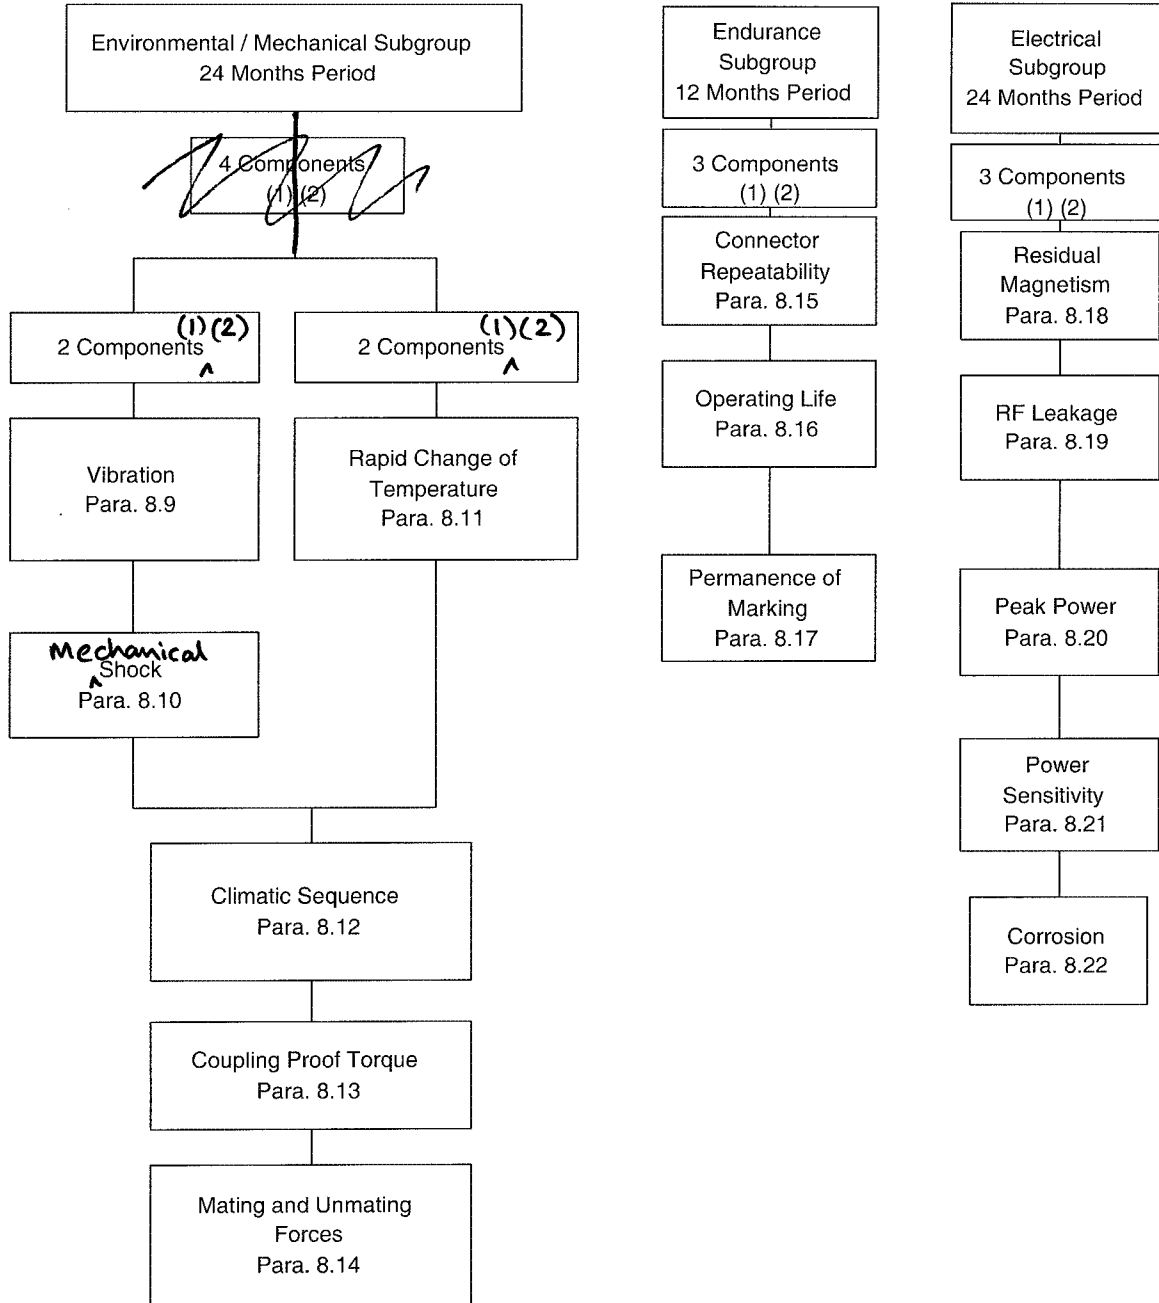 Environmental / Mechanical Subgroup
24 Months Period
4 Components
(1) (2)
(1) (2)
2 Components ^
(1) (2)
2 Components ^
Vibration
Para. 8.9
Rapid Change of
Temperature
Para. 8.11
Mechanical
^ Shock
Para. 8.10
Climatic Sequence
Para. 8.12
Coupling Proof Torque
Para. 8.13
Mating and Unmating
Forces
Para. 8.14
Endurance
Subgroup
12 Months Period
3 Components
(1) (2)
Connector
Repeatability
Para. 8.15
Operating Life
Para. 8.16
Permanence of
Marking
Para. 8.17
Electrical
Subgroup
24 Months Period
3 Components
(1) (2)
Residual
Magnetism
Para. 8.18
RF Leakage
Para. 8.19
Peak Power
Para. 8.20
Power
Sensitivity
Para. 8.21
Corrosion
Para. 8.22